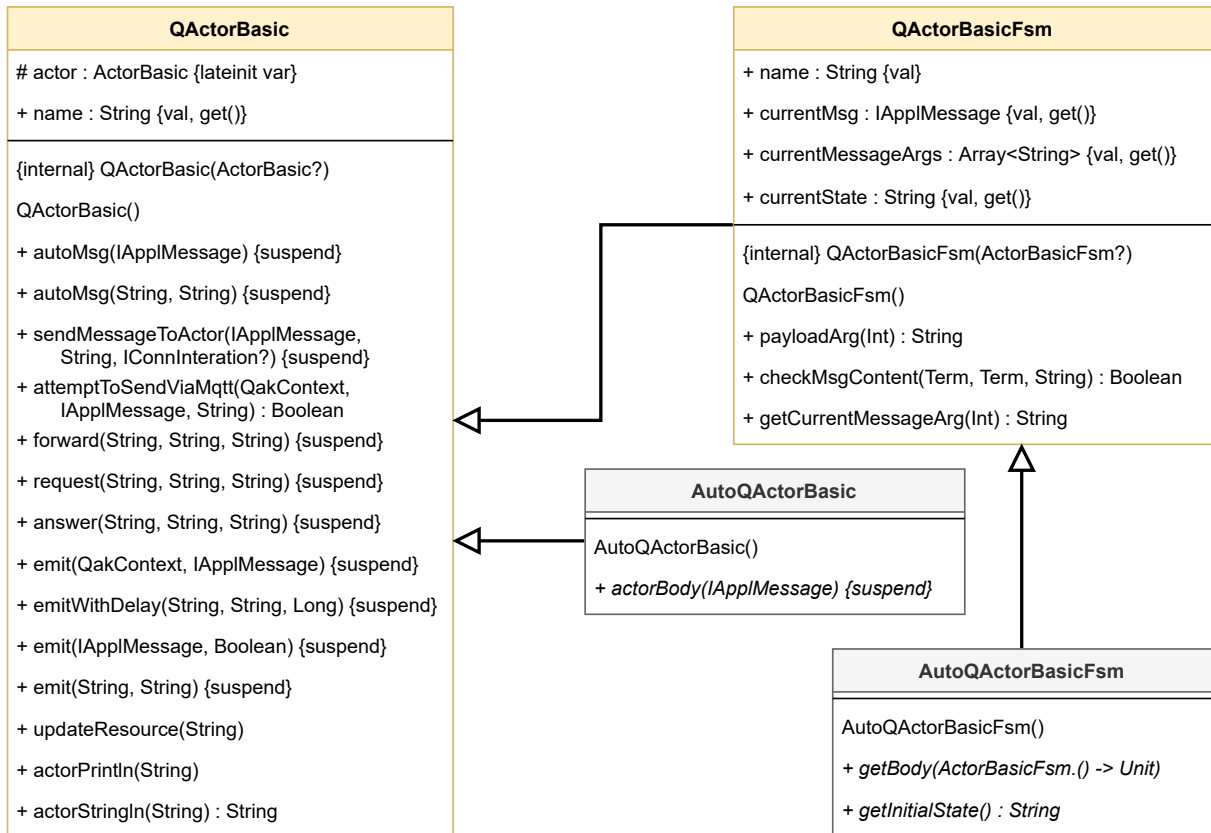 QActorBasic
# actor : ActorBasic {lateinit var}
+ name : String {val, get()}
{internal} QActorBasic(ActorBasic?)
QActorBasic()
+ autoMsg(IApplMessage) {suspend}
+ autoMsg(String, String) {suspend}
+ sendMessageToActor(IApplMessage,
String, IConnInteration?) {suspend}
+ attemptToSendViaMqtt(QakContext,
IApplMessage, String) : Boolean
+ forward(String, String, String) {suspend}
+ request(String, String, String) {suspend}
+ answer(String, String, String) {suspend}
+ emit(QakContext, IApplMessage) {suspend}
+ emitWithDelay(String, String, Long) {suspend}
+ emit(IApplMessage, Boolean) {suspend}
+ emit(String, String) {suspend}
+ updateResource(String)
+ actorPrintln(String)
+ actorStringln(String) : String
QActorBasicFsm
+ name : String {val}
+ currentMsg : IApplMessage {val, get()}
+ currentMessageArgs : Array<String> {val, get()}
+ currentState : String {val, get()}
{internal} QActorBasicFsm(ActorBasicFsm?)
QActorBasicFsm()
+ payloadArg(Int) : String
+ checkMsgContent(Term, Term, String) : Boolean
+ getCurrentMessageArg(Int) : String
AutoQActorBasic
AutoQActorBasic()
+ actorBody(IApplMessage) {suspend}
AutoQActorBasicFsm
AutoQActorBasicFsm()
+ getBody(ActorBasicFsm.() -> Unit)
+ getInitialState() : String